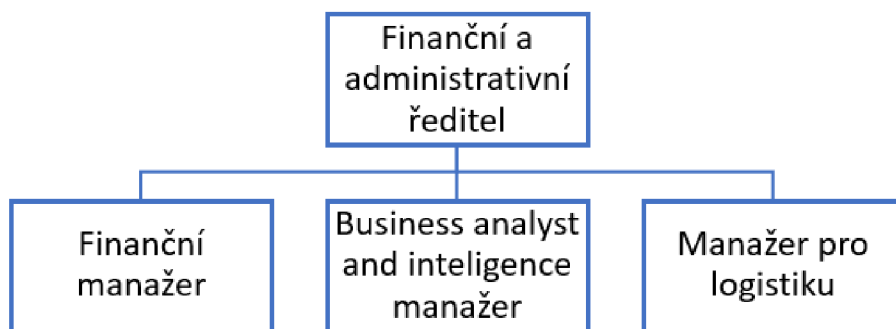 Finanční a
administrativní
ředitel
Finanční
manažer
Business analyst
and inteligence
manažer
Manažer pro
logistiku